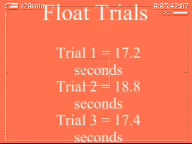 Float Trials
Trial 1 = 17.2
seconds
Trial 2 = 18.8
seconds
Trial 3 = 17.4
seconds